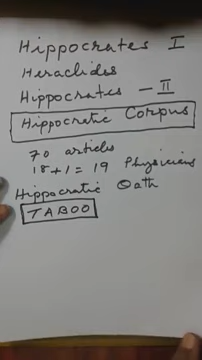 Hippocrates I
Heraclides
Hippocrates - II
Hippocratic Corpus
70 articles
18+1 = 19 Physicians
Hippocratic Oath
TABOO